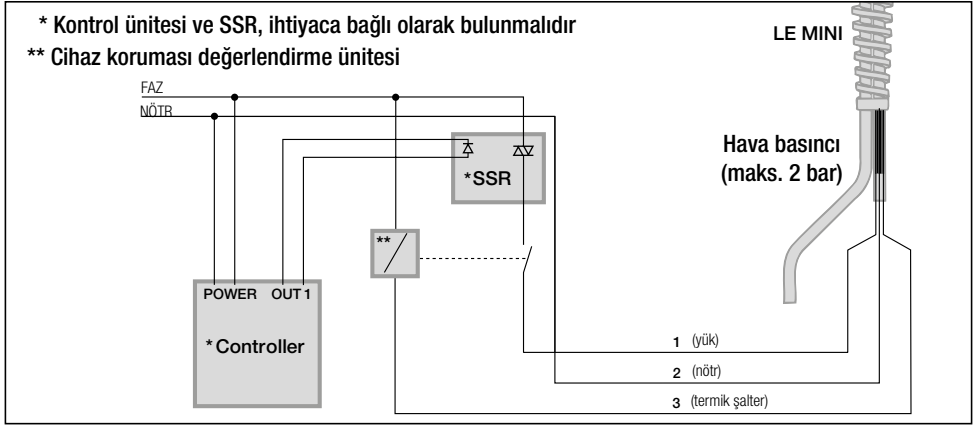 * Kontrol ünitesi ve SSR, ihtiyaca bağlı olarak bulunmalıdır
** Cihaz koruması değerlendirme ünitesi
LE MINI
FAZ
NÖTR
Hava basıncı
(maks. 2 bar)
*SSR
**
POWER OUT 1
*Controller
1 (yük)
2 (nötr)
3 (termik şalter)